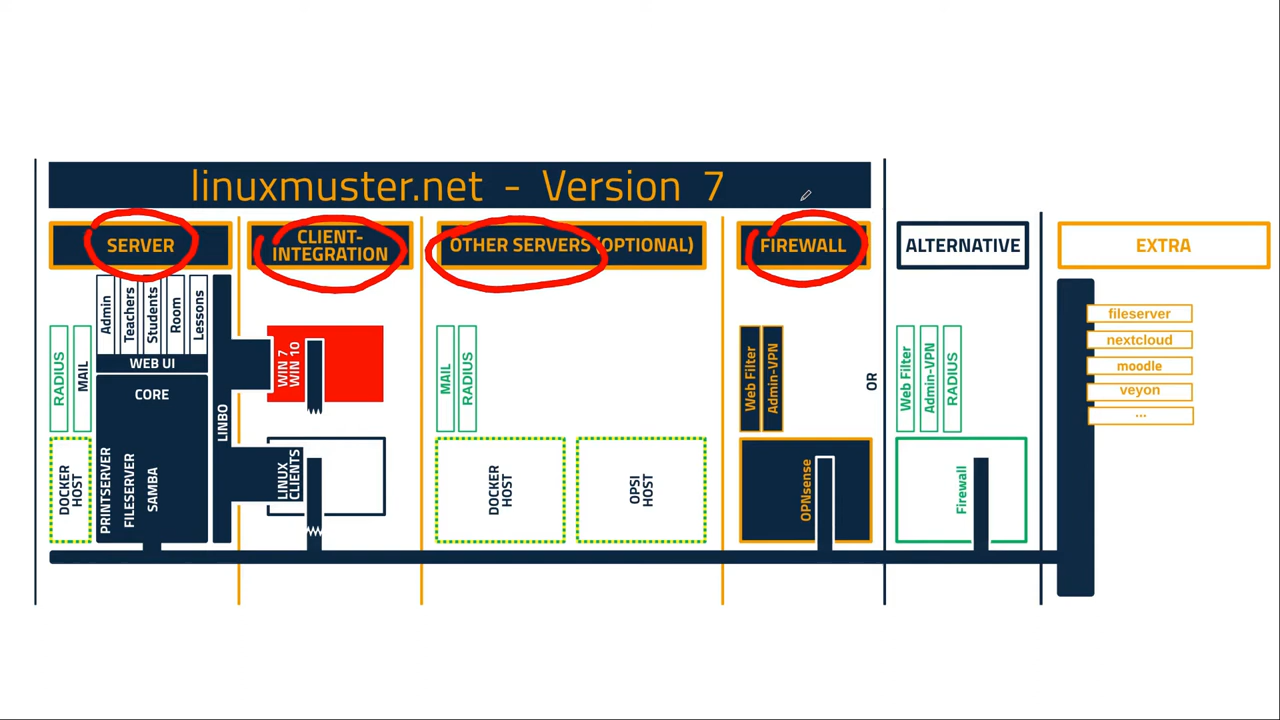 linuxmuster.net - Version 7
SERVER
CLIENT-
INTEGRATION
OTHER SERVERS (OPTIONAL)
FIREWALL
ALTERNATIVE
EXTRA
RADIUS
MAIL
Admin
Teachers
Students
Room
Lessons
WEB UI
CORE
DOCKER
HOST
PRINTSERVER
FILESERVER
SAMBA
LINBO
WIN 7
WIN 10
LINUX
CLIENTS
MAIL
RADIUS
DOCKER
HOST
OPSI
HOST
Web Filter
Admin-VPN
OPNsense
OR
Web Filter
Admin-VPN
RADIUS
Firewall
fileserver
nextcloud
moodle
veyon
...